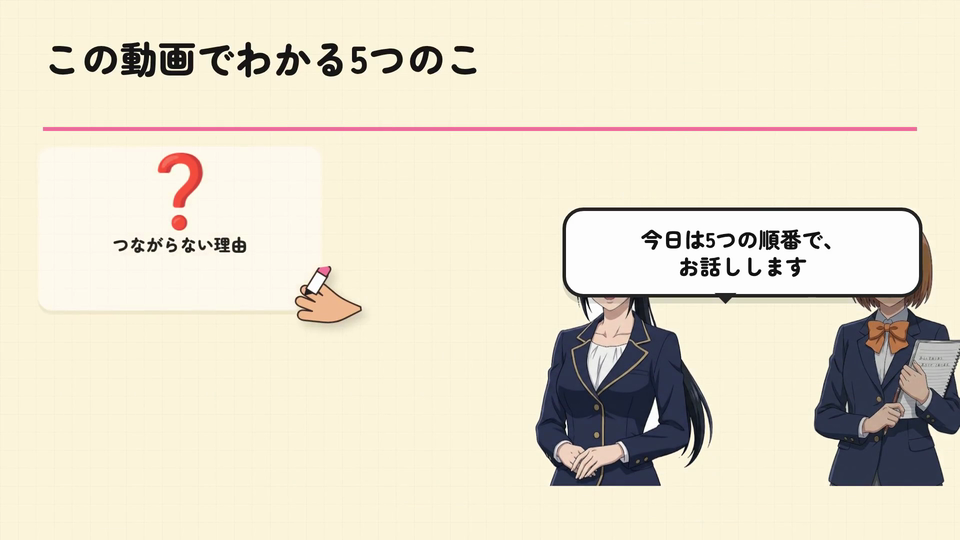 この動画でわかる5つのこ
❓
つながらない理由
今日は5つの順番で、
お話しします